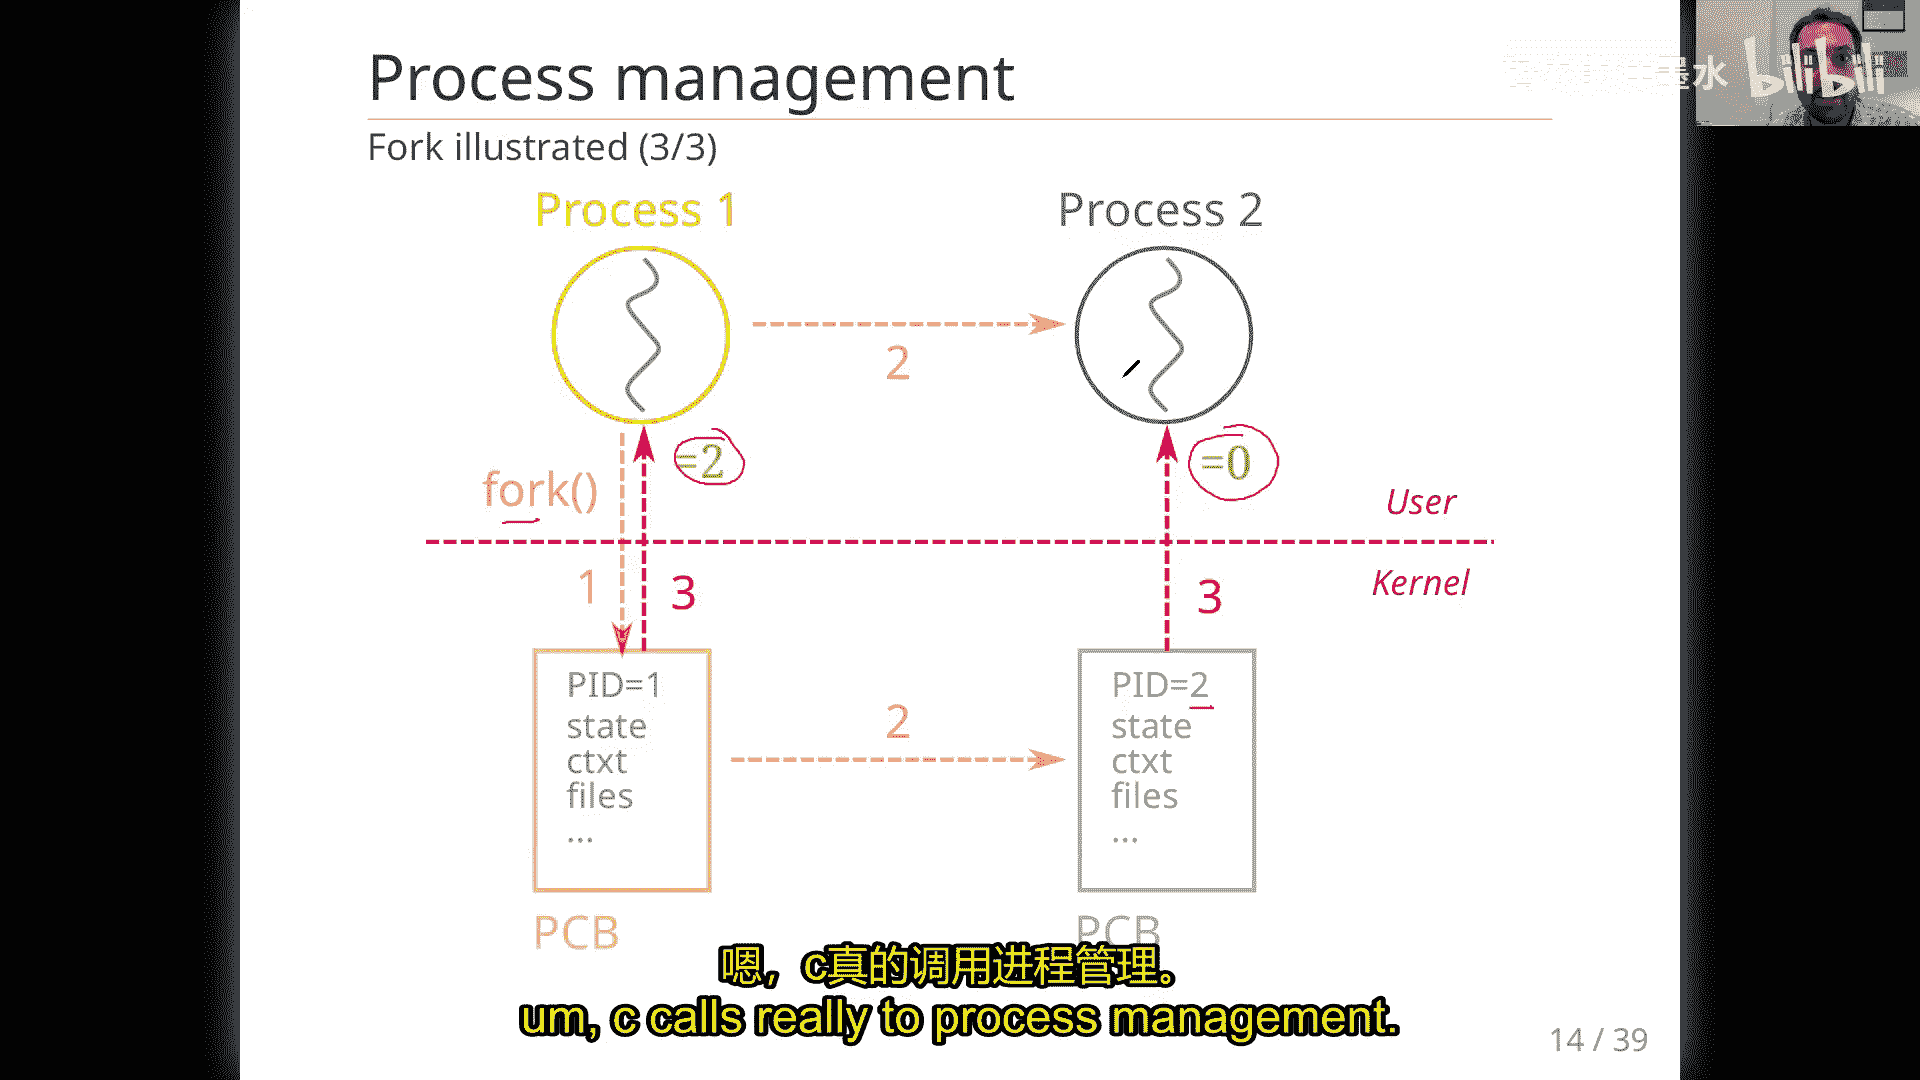 Process management
Fork illustrated (3/3)
水 bilibili
Process 1
Process 2
2
=2
=0
fork()
User
1
3
3
Kernel
PID=1
state
ctxt
files
...
2
PID=2
state
ctxt
files
...
PCB
PCB
嗯，c真的调用进程管理。
um, c calls really to process management.
14 / 39